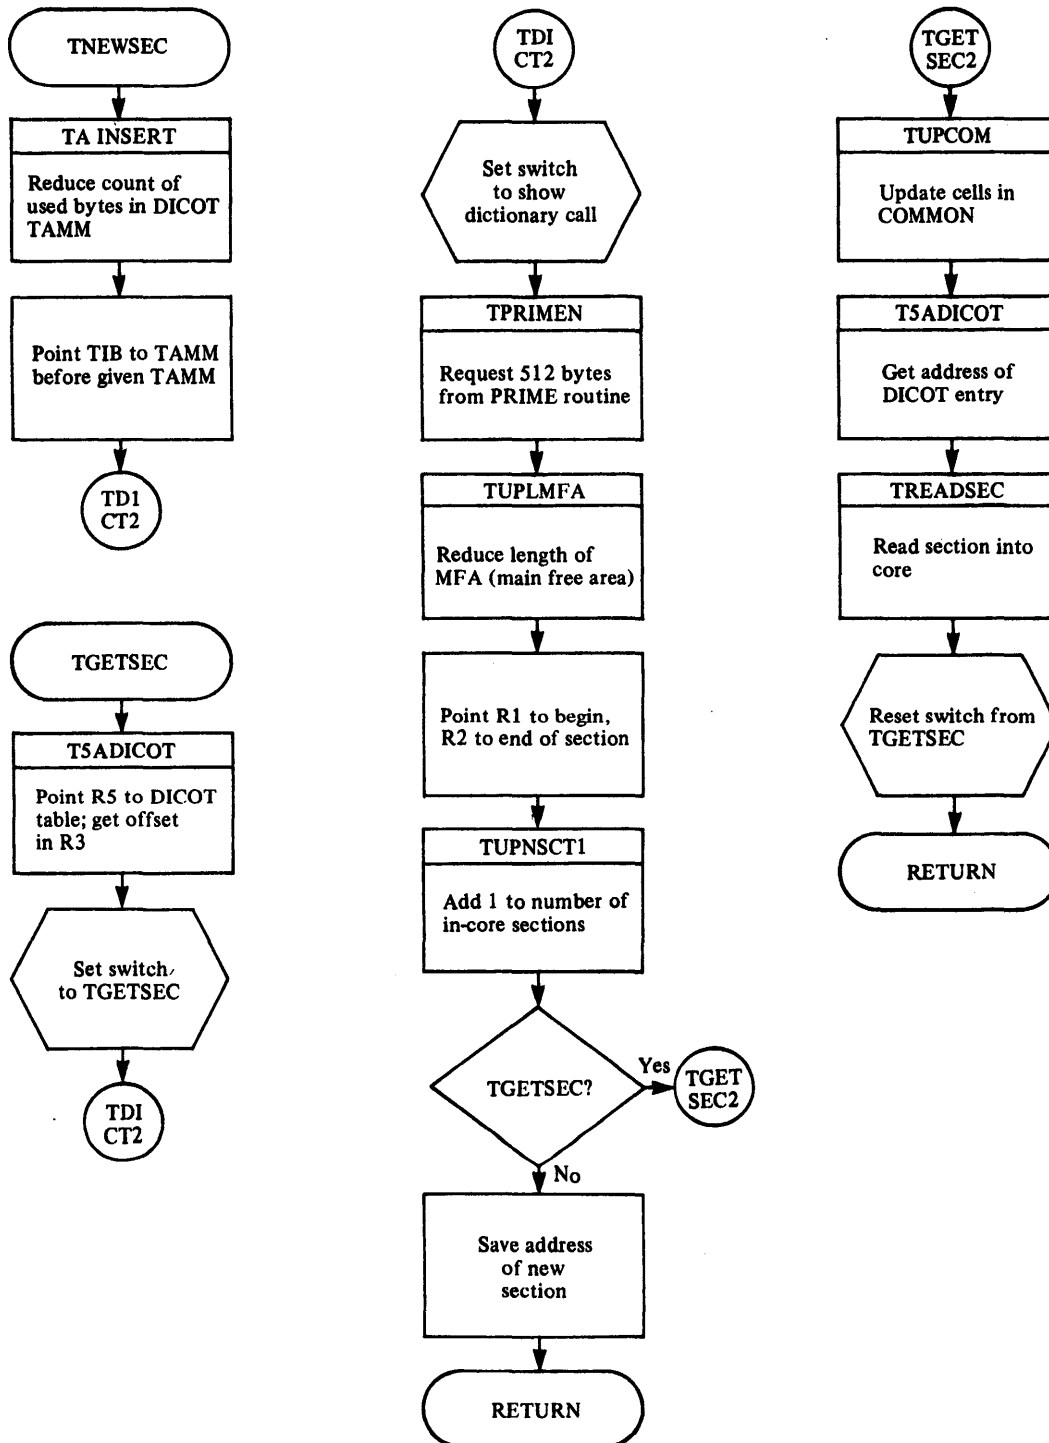 TNEWSEC
TA INSERT
Reduce count of
used bytes in DICOT
TAMM
Point TIB to TAMM
before given TAMM
TD1
CT2
TGETSEC
T5ADICOT
Point R5 to DICOT
table; get offset
in R3
Set switch
to TGETSEC
TDI
CT2
TDI
CT2
Set switch
to show
dictionary call
TPRIMEN
Request 512 bytes
from PRIME routine
TUPLMFA
Reduce length of
MFA (main free area)
Point R1 to begin,
R2 to end of section
TUPNSCT1
Add 1 to number of
in-core sections
TGETSEC?
Yes
TGET
SEC2
No
Save address
of new
section
RETURN
TGET
SEC2
TUPCOM
Update cells in
COMMON
T5ADICOT
Get address of
DICOT entry
TREADSEC
Read section into
core
Reset switch from
TGETSEC
RETURN